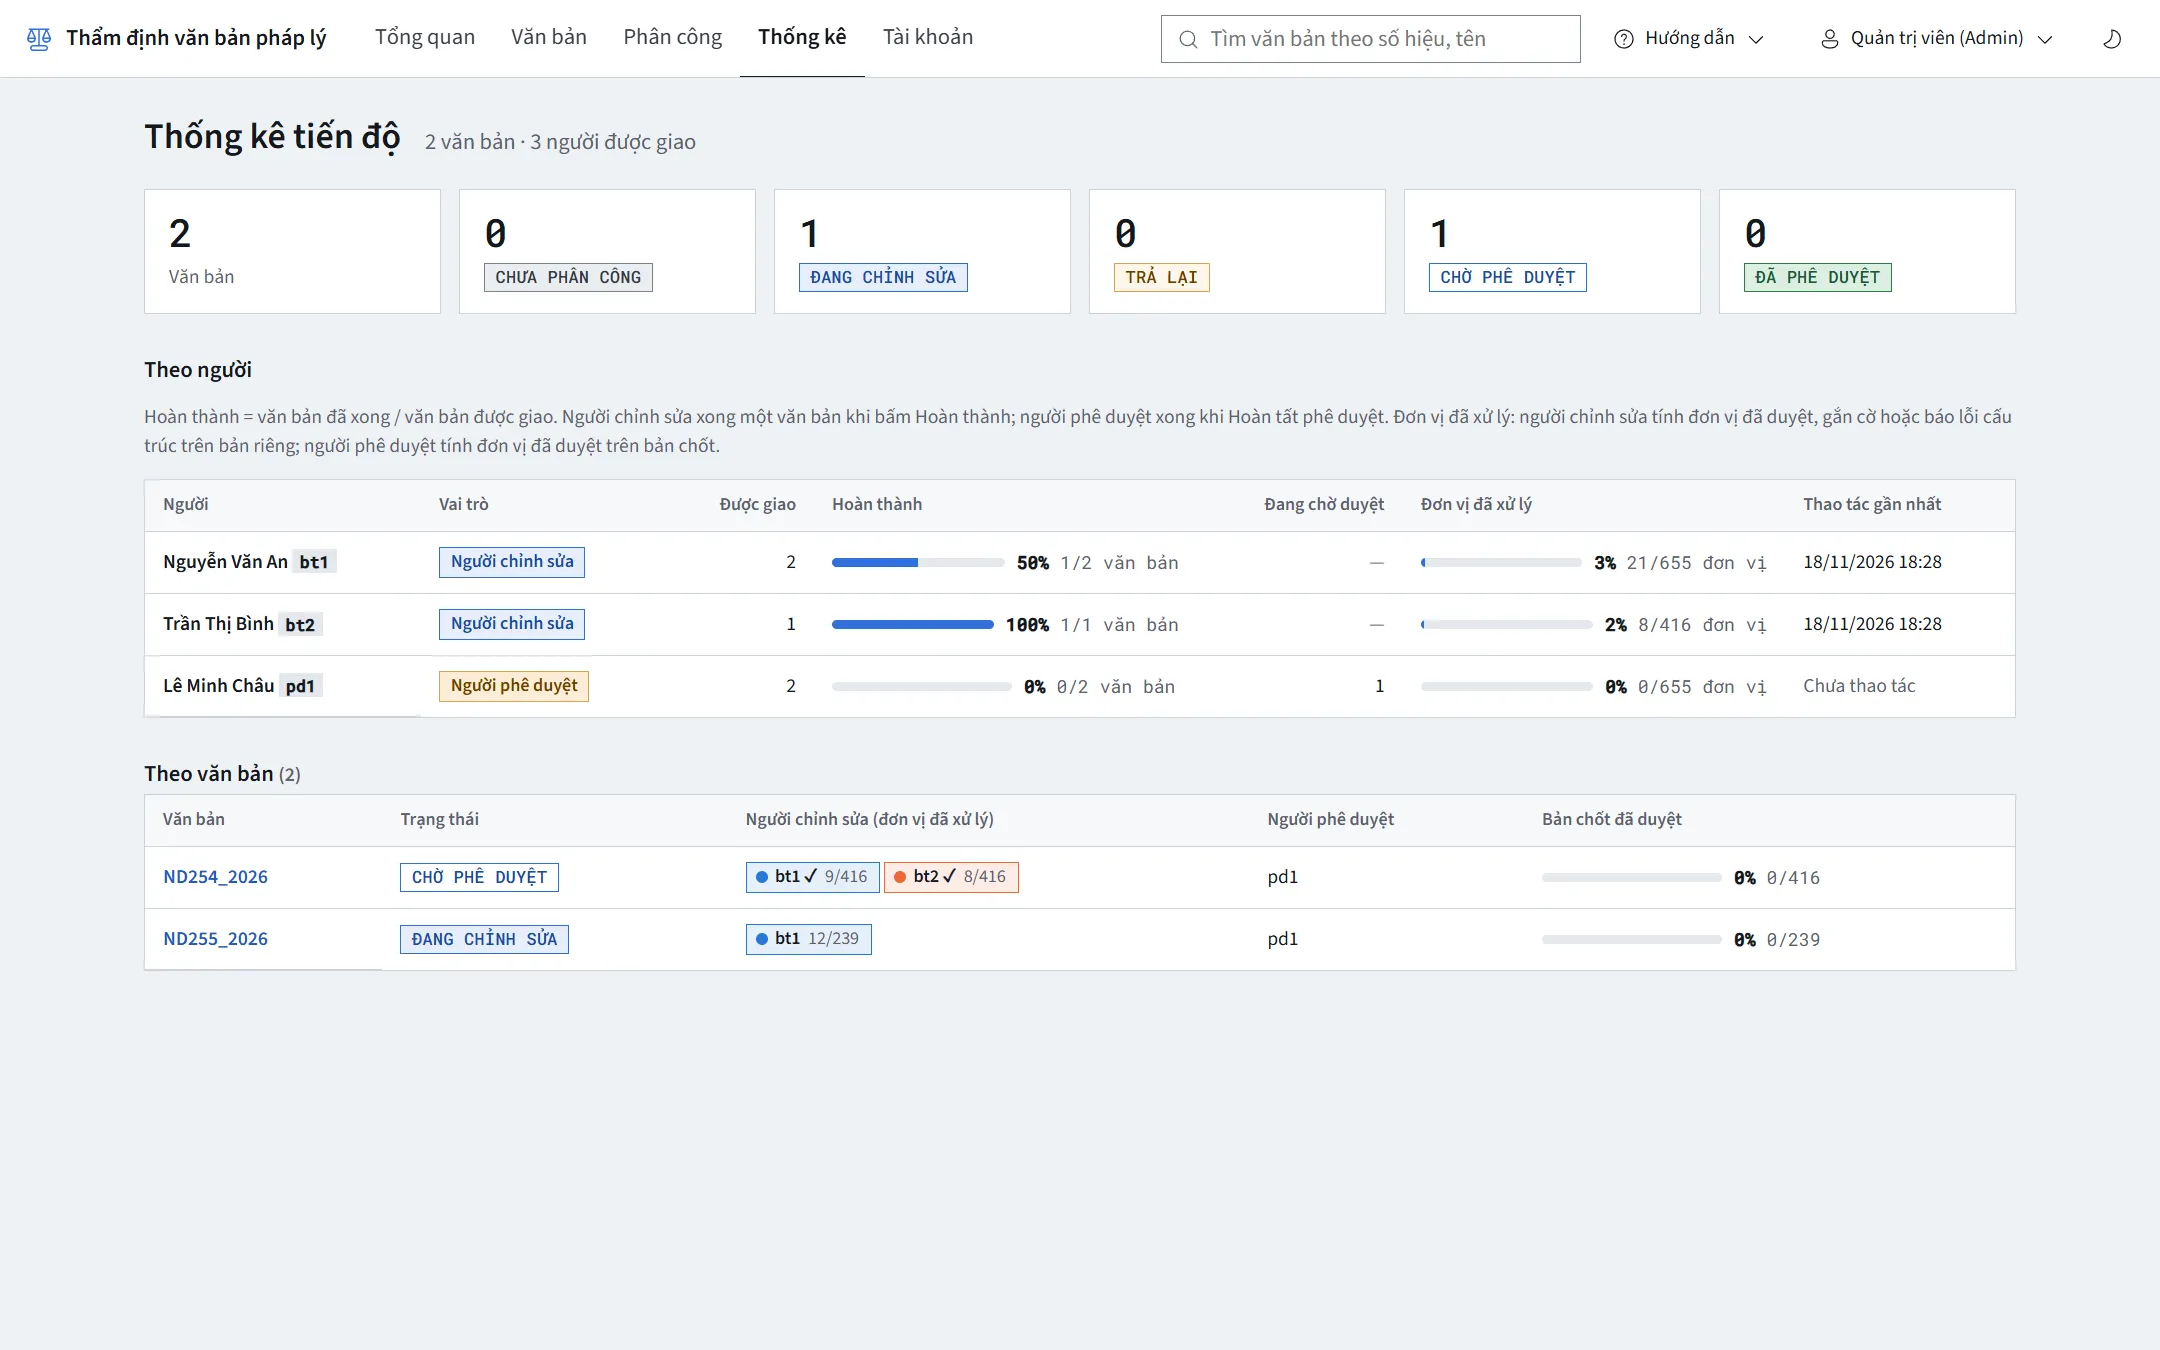 Thẩm định văn bản pháp lý
Tổng quan
Văn bản
Phân công
Thống kê
Tài khoản
Tìm văn bản theo số hiệu, tên
Hướng dẫn
Quản trị viên (Admin)
Thống kê tiến độ 2 văn bản · 3 người được giao
2
Văn bản
0
CHƯA PHÂN CÔNG
1
ĐANG CHỈNH SỬA
0
TRẢ LẠI
1
CHỜ PHÊ DUYỆT
0
ĐÃ PHÊ DUYỆT
Theo người
Hoàn thành = văn bản đã xong / văn bản được giao. Người chỉnh sửa xong một văn bản khi bấm Hoàn thành; người phê duyệt xong khi Hoàn tất phê duyệt. Đơn vị đã xử lý: người chỉnh sửa tính đơn vị đã duyệt, gắn cờ hoặc báo lỗi cấu
trúc trên bản riêng; người phê duyệt tính đơn vị đã duyệt trên bản chốt.
Người Vai trò Được giao Hoàn thành Đang chờ duyệt Đơn vị đã xử lý Thao tác gần nhất
Nguyễn Văn An bt1 Người chỉnh sửa 2 50% 1/2 văn bản — 3% 21/655 đơn vị 18/11/2026 18:28
Trần Thị Bình bt2 Người chỉnh sửa 1 100% 1/1 văn bản — 2% 8/416 đơn vị 18/11/2026 18:28
Lê Minh Châu pd1 Người phê duyệt 2 0% 0/2 văn bản 1 0% 0/655 đơn vị Chưa thao tác
Theo văn bản (2)
Văn bản Trạng thái Người chỉnh sửa (đơn vị đã xử lý) Người phê duyệt Bản chốt đã duyệt
ND254_2026 CHỜ PHÊ DUYỆT bt1 ✓ 9/416 bt2 ✓ 8/416 pd1 0% 0/416
ND255_2026 ĐANG CHỈNH SỬA bt1 12/239 pd1 0% 0/239